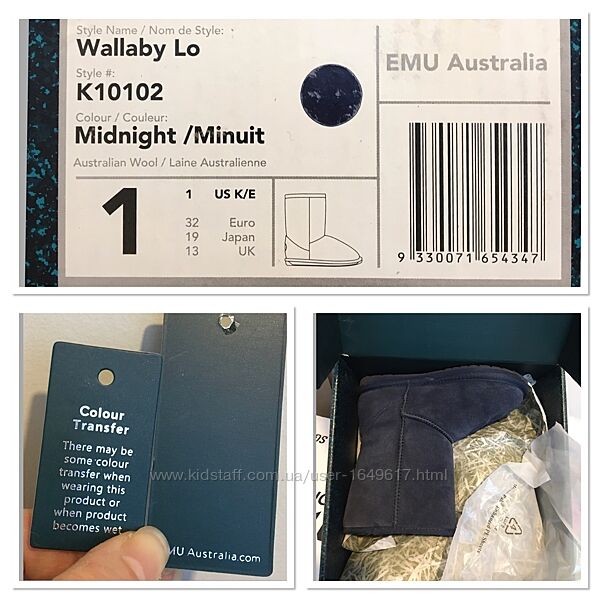 Style Name / Nom de Style:
Wallaby Lo
Style #:
K10102
Colour / Couleur:
Midnight /Minuit
Australian Wool / Laine Australienne
EMU Australia
1
1 US K/E
32 Euro
19 Japan
13 UK
9 330071 654347
Colour
Transfer
There may be
some colour
transfer when
wearing this
product or
when product
becomes wet
EMU Australia.com
www.kidstaff.com.ua/user-1649617.html